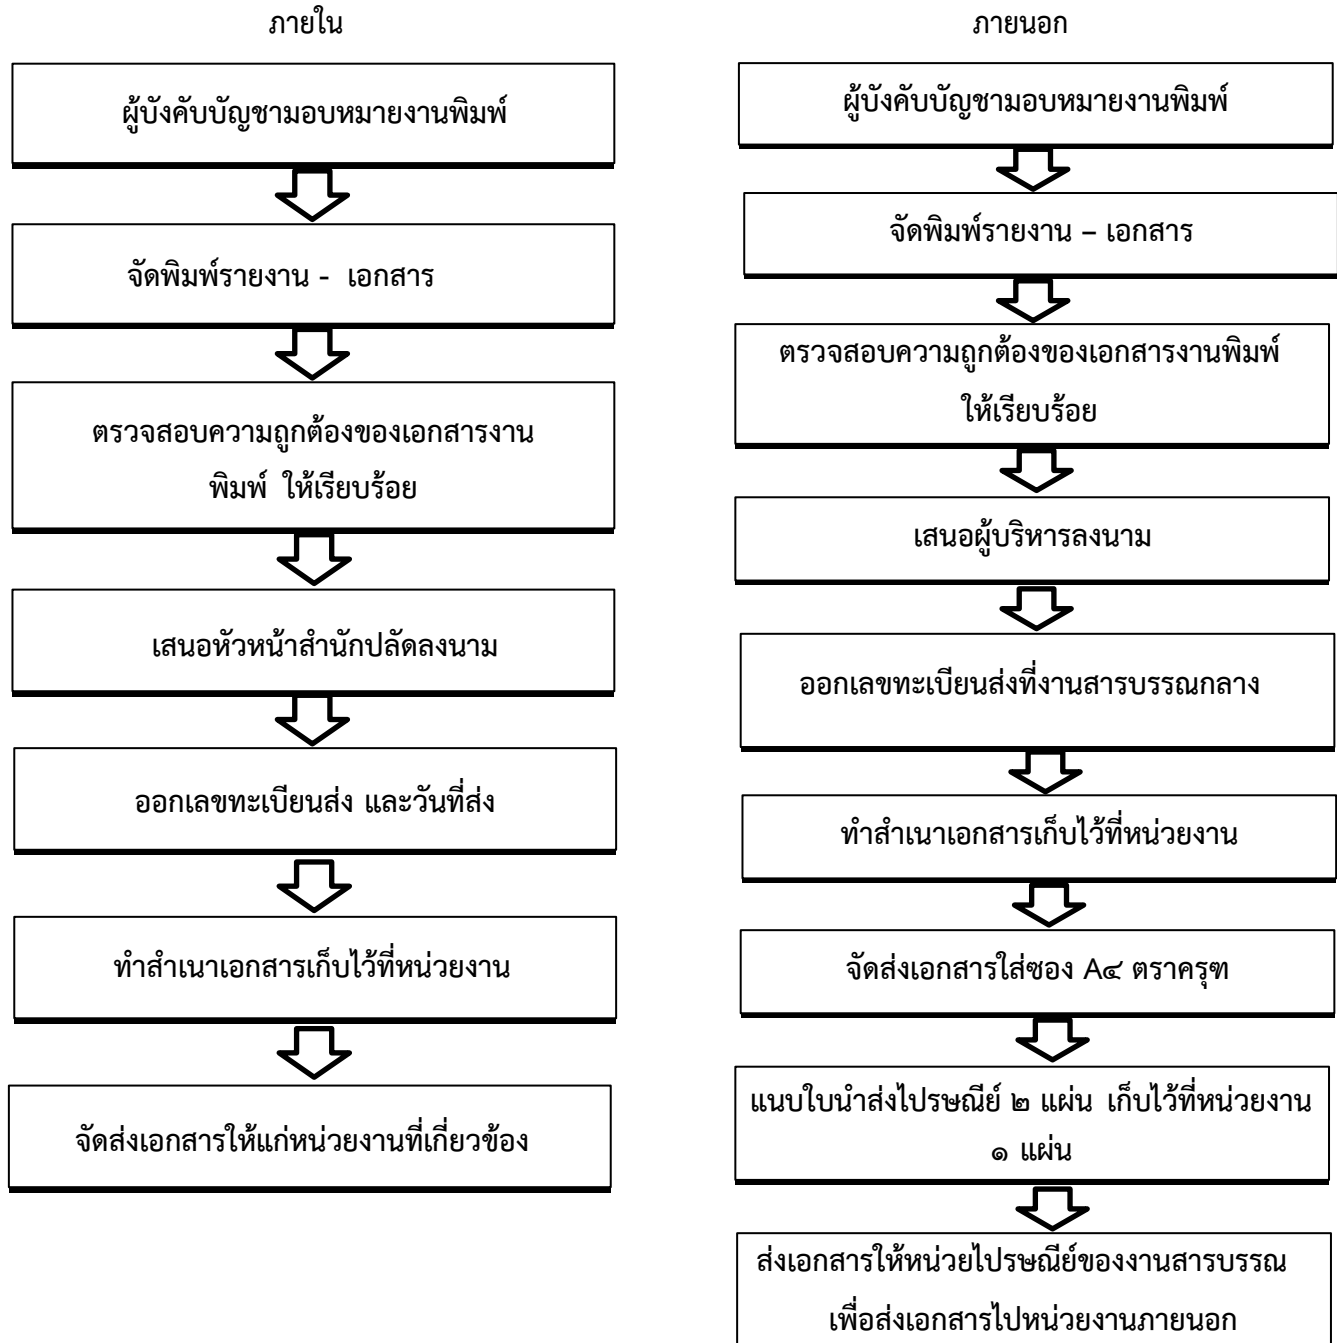 ภายใน
ผู้บังคับบัญชามอบหมายงานพิมพ์
จัดพิมพ์รายงาน - เอกสาร
ตรวจสอบความถูกต้องของเอกสารงาน
พิมพ์ ให้เรียบร้อย
เสนอหัวหน้าสำนักปลัดลงนาม
ออกเลขทะเบียนส่ง และวันที่ส่ง
ทำสำเนาเอกสารเก็บไว้ที่หน่วยงาน
จัดส่งเอกสารให้แก่หน่วยงานที่เกี่ยวข้อง
ภายนอก
ผู้บังคับบัญชามอบหมายงานพิมพ์
จัดพิมพ์รายงาน – เอกสาร
ตรวจสอบความถูกต้องของเอกสารงานพิมพ์
ให้เรียบร้อย
เสนอผู้บริหารลงนาม
ออกเลขทะเบียนส่งที่งานสารบรรณกลาง
ทำสำเนาเอกสารเก็บไว้ที่หน่วยงาน
จัดส่งเอกสารใส่ซอง A๔ ตราครุฑ
แนบใบนำส่งไปรษณีย์ ๒ แผ่น เก็บไว้ที่หน่วยงาน
๑ แผ่น
ส่งเอกสารให้หน่วยไปรษณีย์ของงานสารบรรณ
เพื่อส่งเอกสารไปหน่วยงานภายนอก